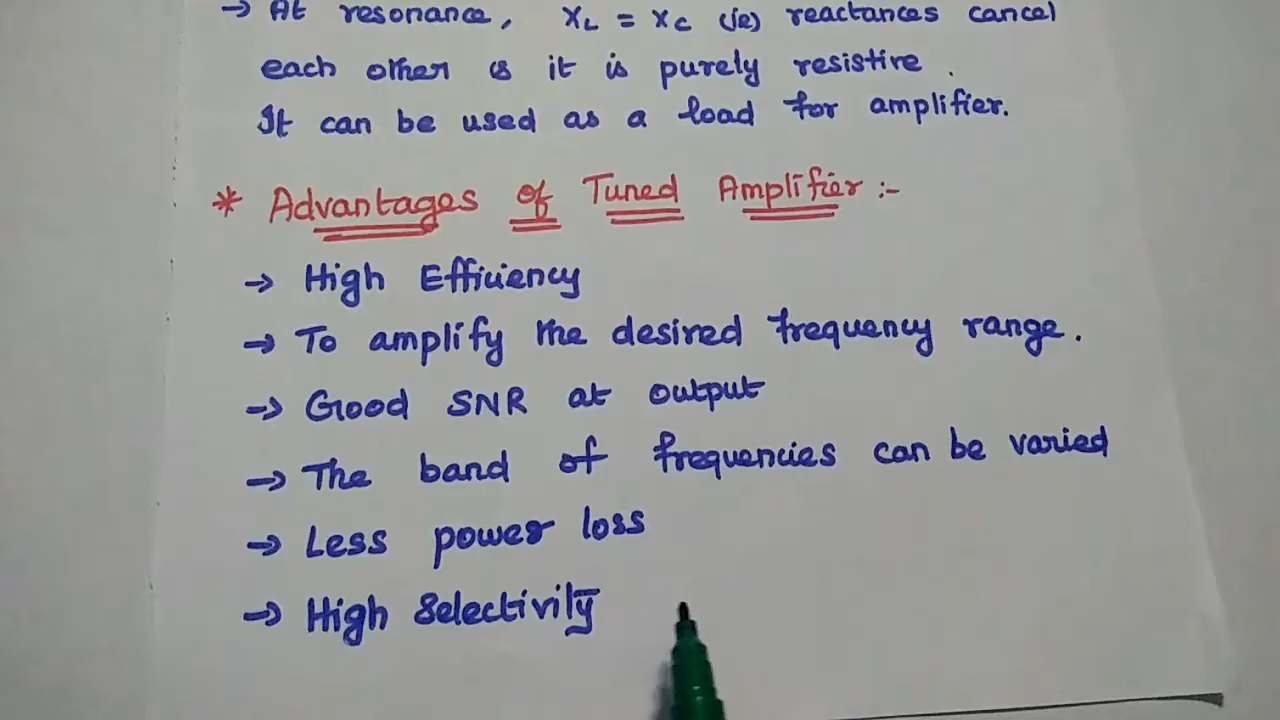 → At resonance, XL = XC (ie) reactances cancel
each other & it is purely resistive.
It can be used as a load for amplifier.
* Advantages of Tuned Amplifier :-
→ High Efficiency
→ To amplify the desired frequency range.
→ Good SNR at output
→ The band of frequencies can be varied
→ Less power loss
→ High Selectivity